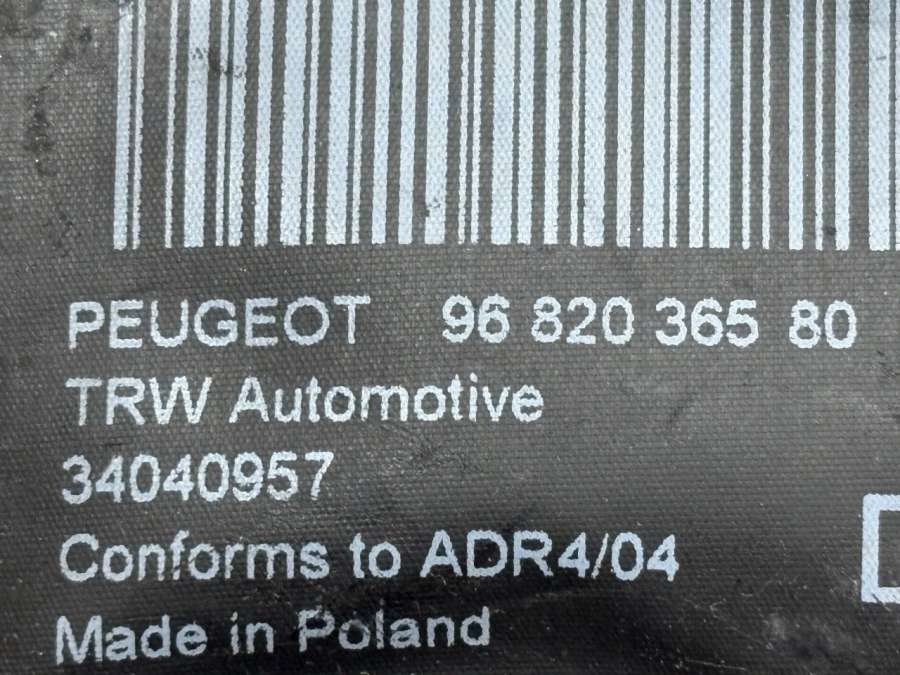 PEUGEOT 96 820 365 80
TRW Automotive
34040957
Conforms to ADR4/04
Made in Poland